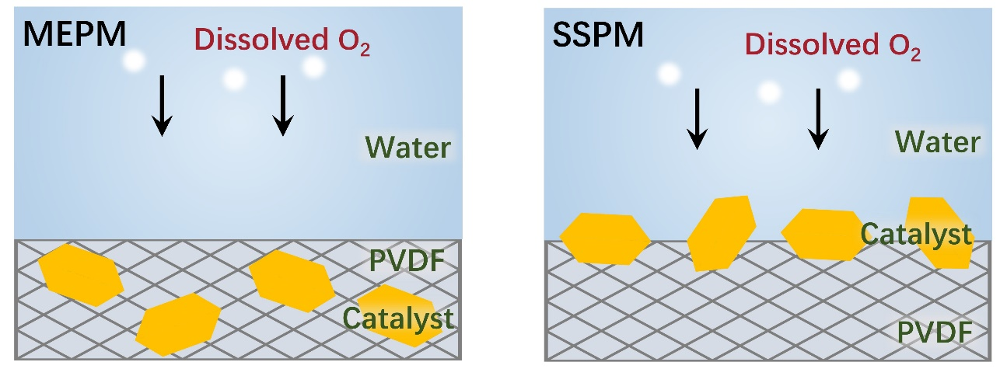 MEPM
Dissolved O₂
Water
PVDF
Catalyst
SSPM
Dissolved O₂
Water
Catalyst
PVDF